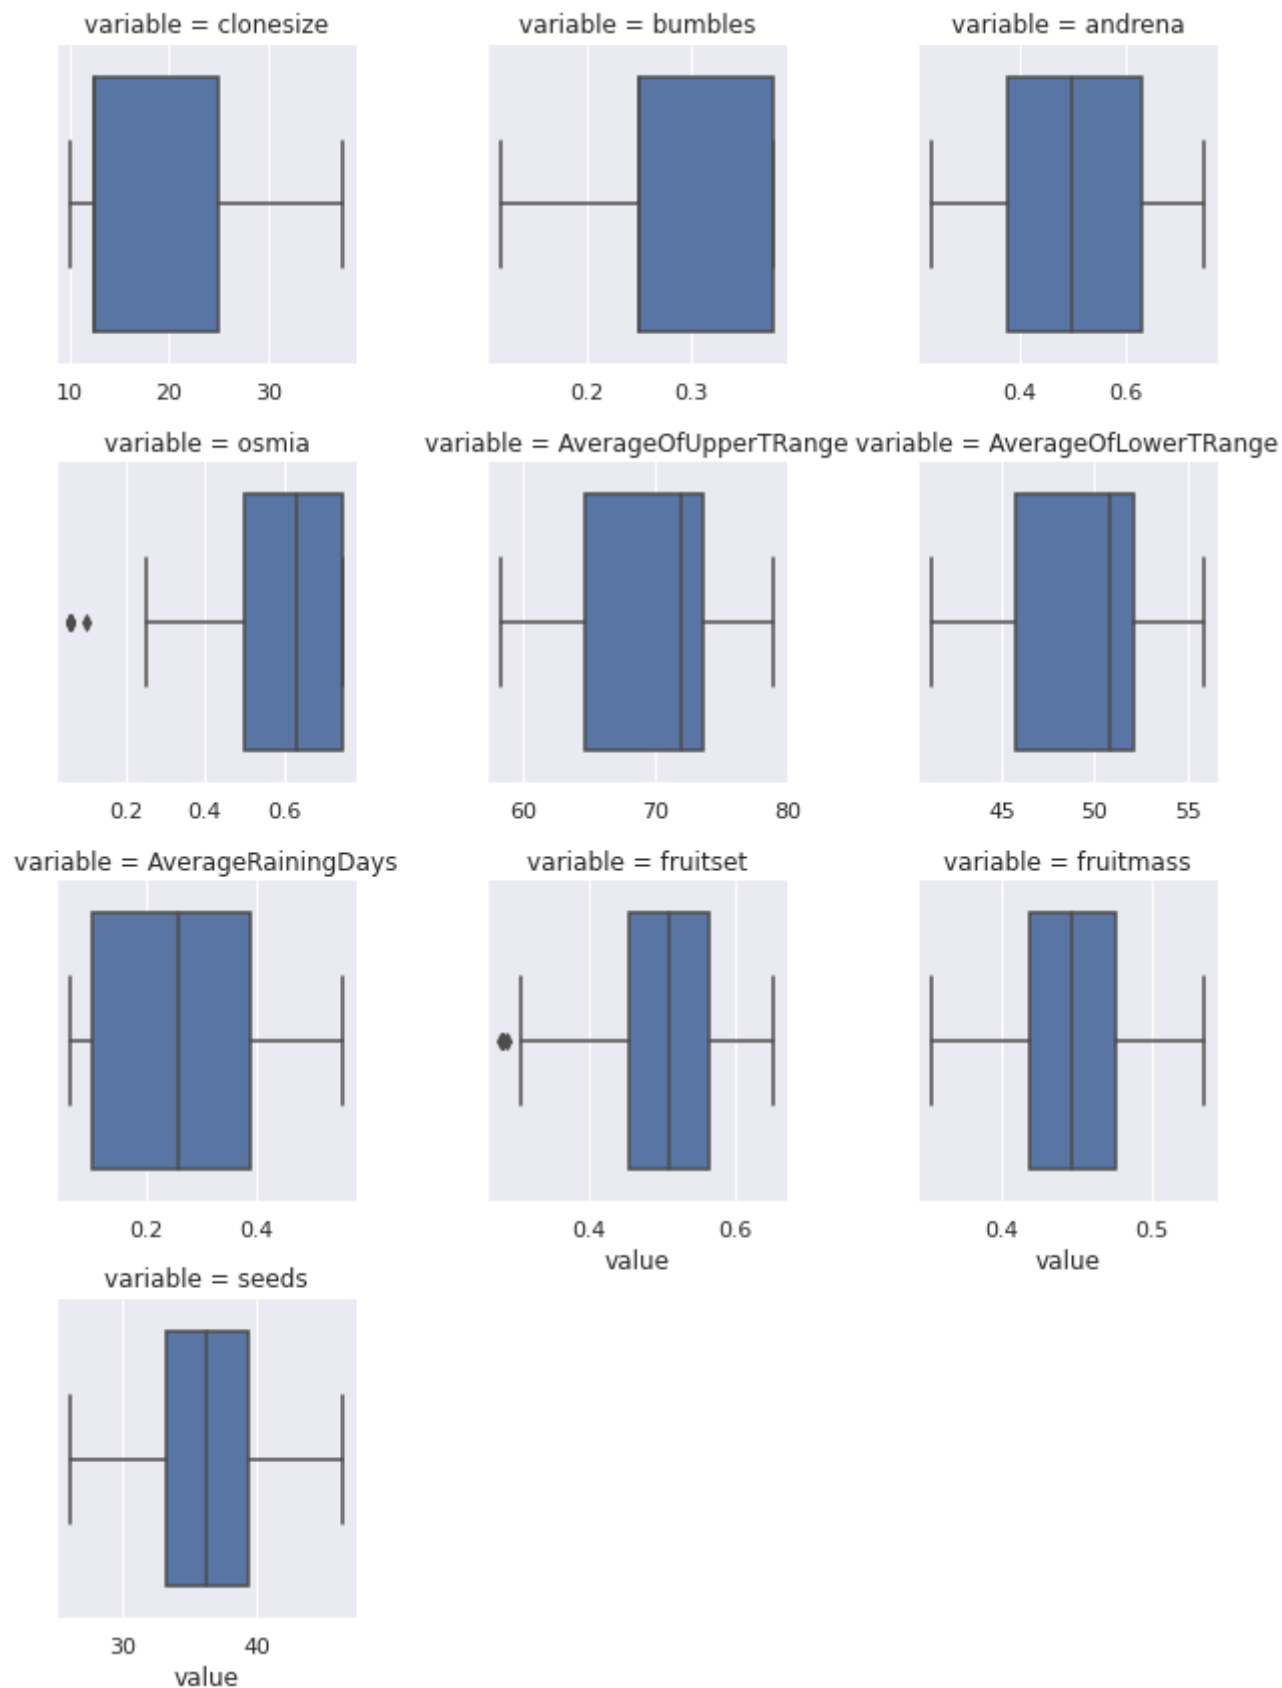 variable = clonesize variable = bumbles variable = andrena
10 20 30 0.2 0.3 0.4 0.6
variable = osmia variable = AverageOfUpperTRange variable = AverageOfLowerTRange
0.2 0.4 0.6 60 70 80 45 50 55
variable = AverageRainingDays variable = fruitset variable = fruitmass
0.2 0.4 0.4 0.6 0.4 0.5
value value
variable = seeds
30 40
value